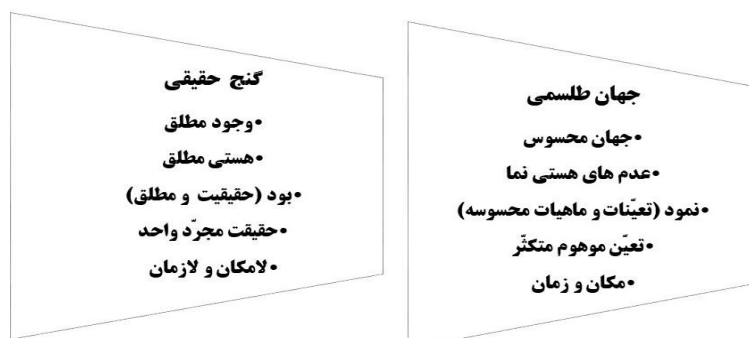 جهان طلسمی
•جهان محسوس
•عدم های هستی نما
•نمود (تعیّنات و ماهیات محسوسه)
•تعیّن موهوم متکثّر
•مکان و زمان
گنج حقیقی
•وجود مطلق
•هستی مطلق
•بود (حقیقیت و مطلق)
•حقیقت مجرّد واحد
•لامکان و لازمان